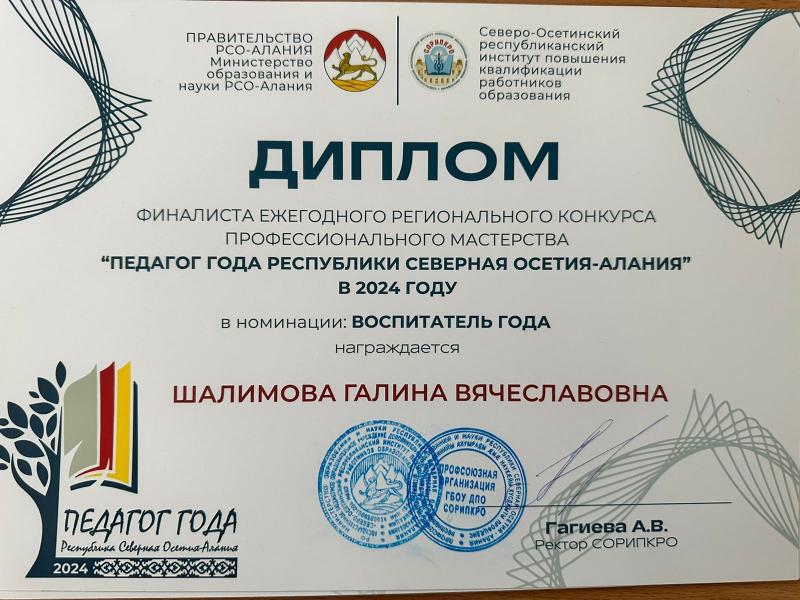 ПРАВИТЕЛЬСТВО
РСО-АЛАНИЯ
Министерство
образования и
науки РСО-Алания
СОРИПКРО
Северо-Осетинский
республиканский
институт повышения
квалификации
работников
образования
ДИПЛОМ
ФИНАЛИСТА ЕЖЕГОДНОГО РЕГИОНАЛЬНОГО КОНКУРСА
ПРОФЕССИОНАЛЬНОГО МАСТЕРСТВА
“ПЕДАГОГ ГОДА РЕСПУБЛИКИ СЕВЕРНАЯ ОСЕТИЯ-АЛАНИЯ”
В 2024 ГОДУ
в номинации: ВОСПИТАТЕЛЬ ГОДА
награждается
ШАЛИМОВА ГАЛИНА ВЯЧЕСЛАВОВНА
ПРОФСОЮЗНАЯ
ОРГАНИЗАЦИЯ
ГБОУ ДПО
СОРИПКРО
Гагиева А.В.
Ректор СОРИПКРО
ПЕДАГОГ ГОДА
Республика Северная Осетия-Алания
2024